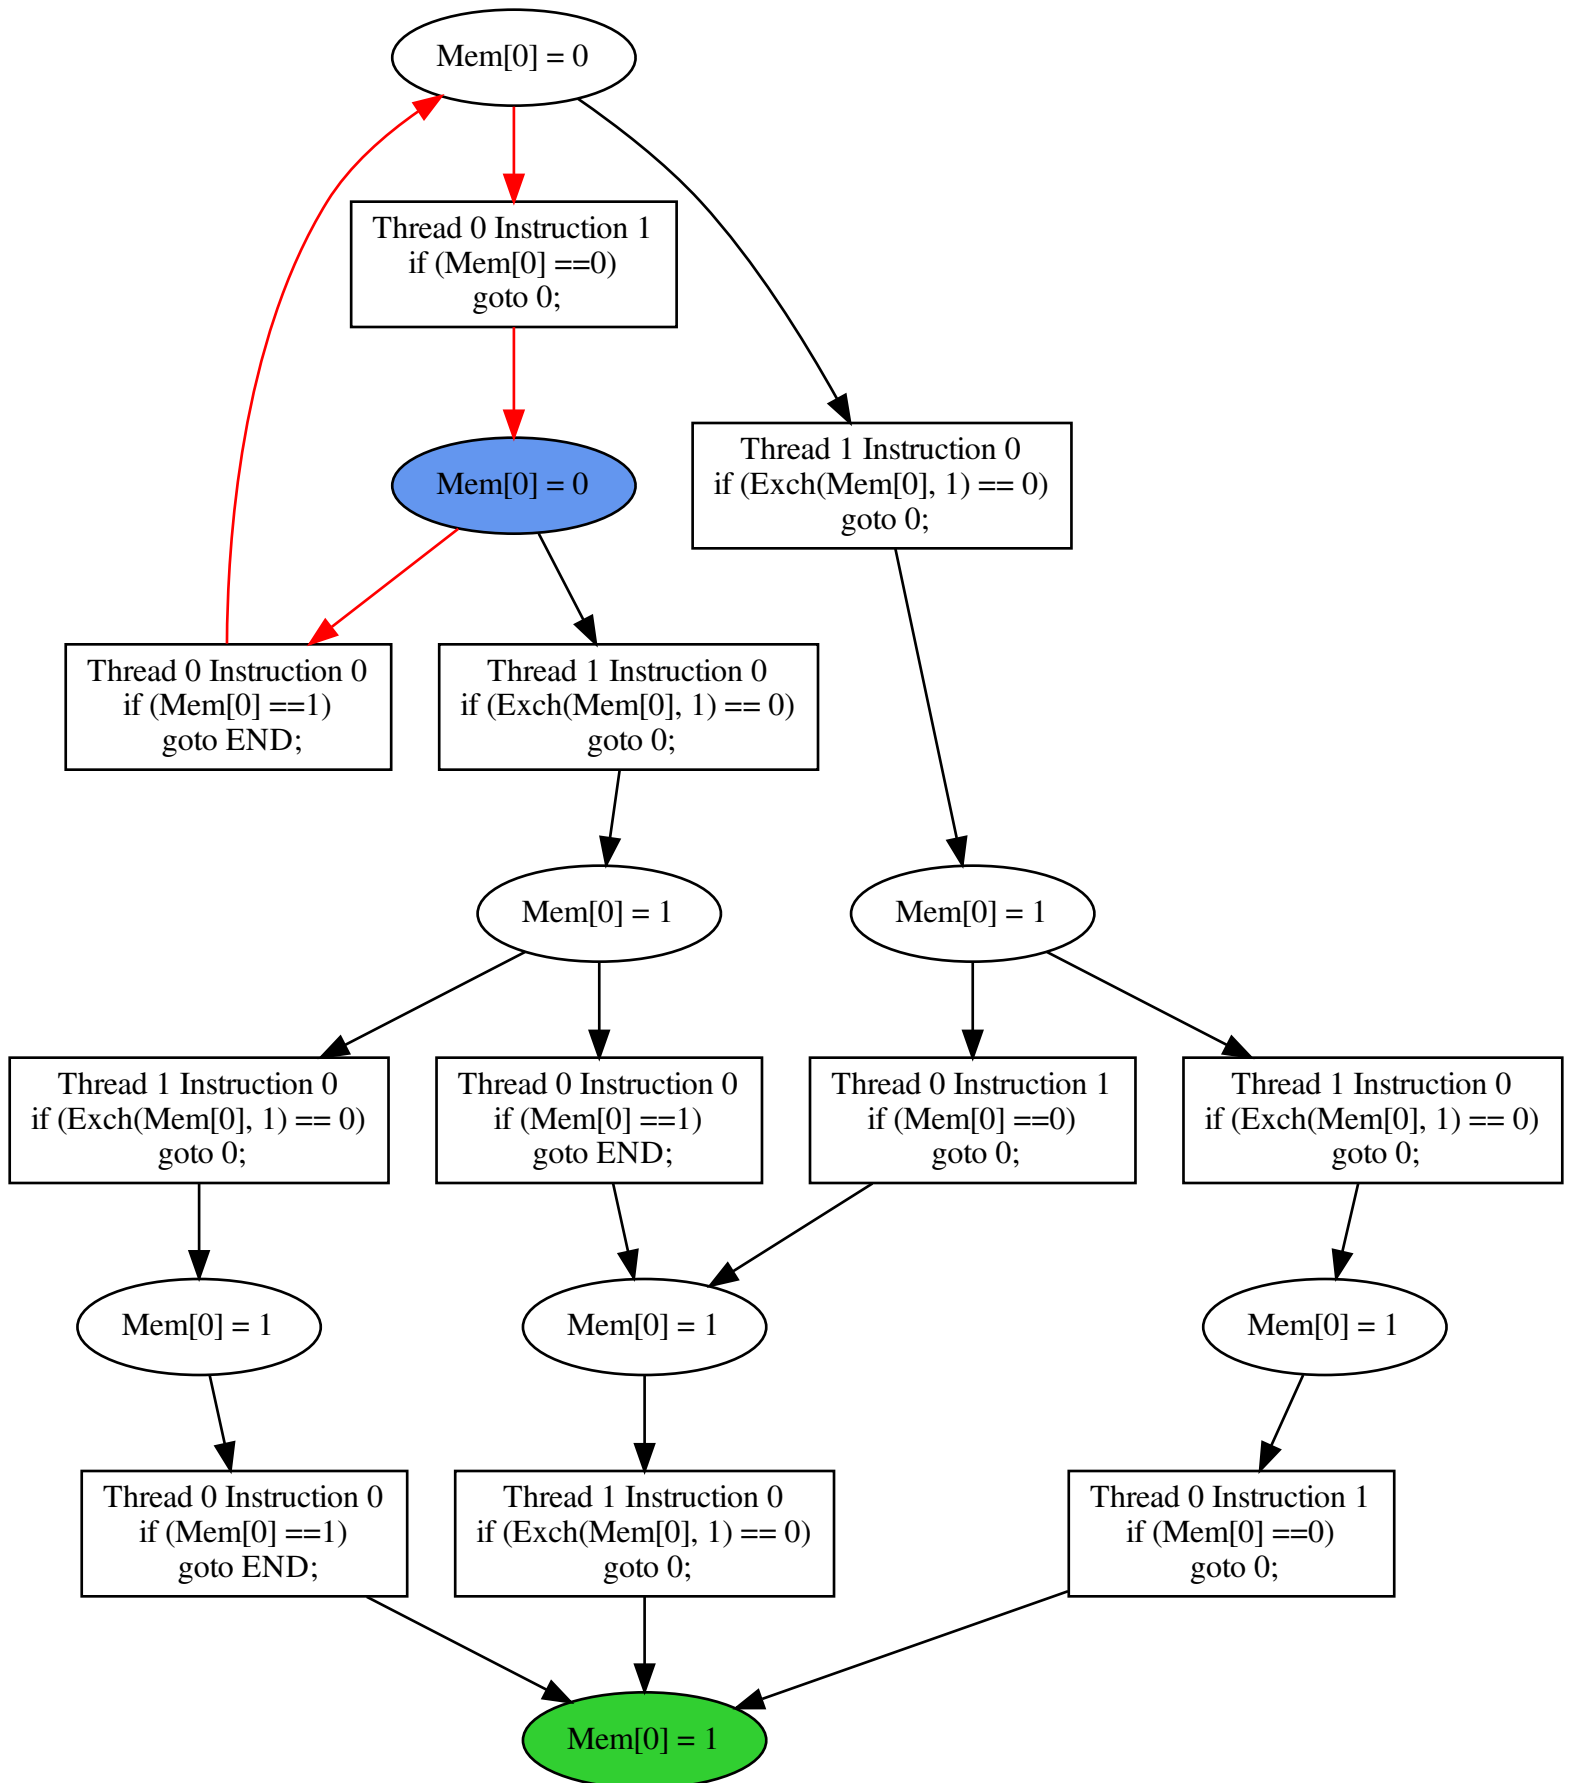 Mem[0] = 0
Thread 0 Instruction 1
if (Mem[0] ==0)
goto 0;
Thread 1 Instruction 0
if (Exch(Mem[0], 1) == 0)
goto 0;
Mem[0] = 0
Thread 0 Instruction 0
if (Mem[0] ==1)
goto END;
Thread 1 Instruction 0
if (Exch(Mem[0], 1) == 0)
goto 0;
Mem[0] = 1
Mem[0] = 1
Thread 1 Instruction 0
if (Exch(Mem[0], 1) == 0)
goto 0;
Thread 0 Instruction 0
if (Mem[0] ==1)
goto END;
Thread 0 Instruction 1
if (Mem[0] ==0)
goto 0;
Thread 1 Instruction 0
if (Exch(Mem[0], 1) == 0)
goto 0;
Mem[0] = 1
Mem[0] = 1
Mem[0] = 1
Thread 0 Instruction 0
if (Mem[0] ==1)
goto END;
Thread 1 Instruction 0
if (Exch(Mem[0], 1) == 0)
goto 0;
Thread 0 Instruction 1
if (Mem[0] ==0)
goto 0;
Mem[0] = 1